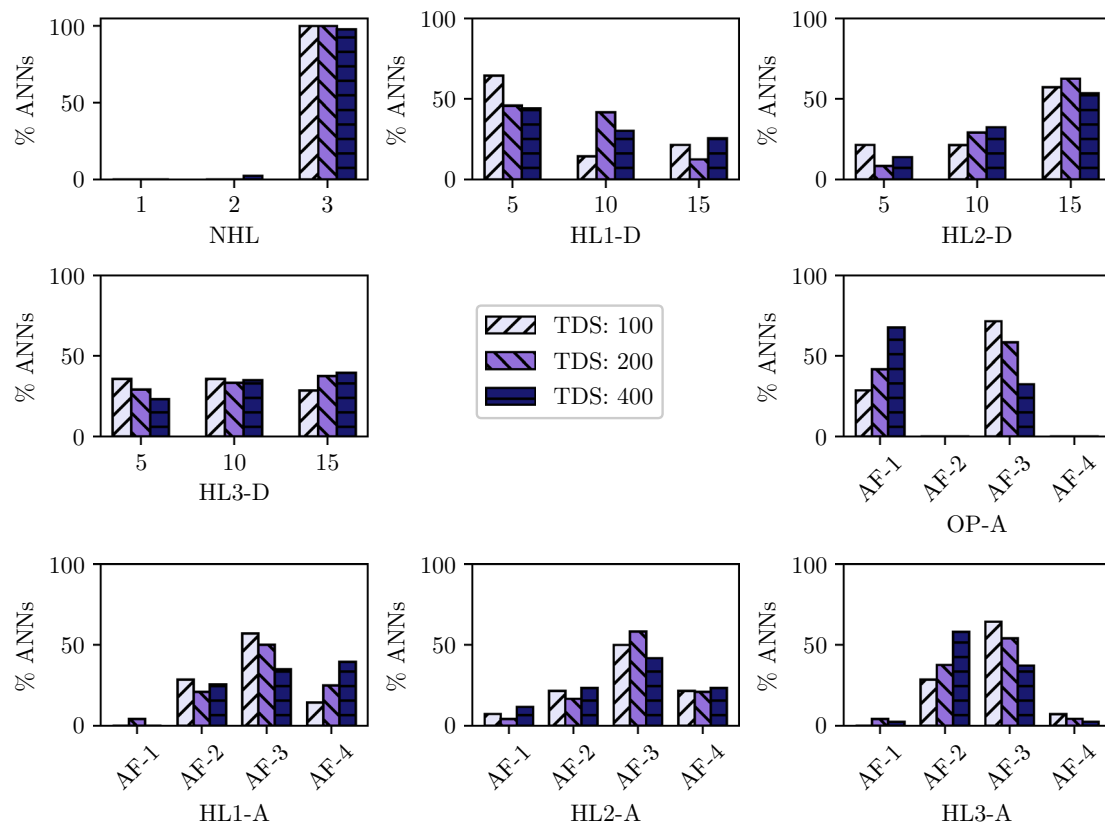 % ANNs
100
50
0
1 2 3
NHL
% ANNs
100
50
0
5 10 15
HL1-D
% ANNs
100
50
0
5 10 15
HL2-D
% ANNs
100
50
0
5 10 15
HL3-D
TDS: 100
TDS: 200
TDS: 400
% ANNs
100
50
0
AF-1 AF-2 AF-3 AF-4
OP-A
% ANNs
100
50
0
AF-1 AF-2 AF-3 AF-4
HL1-A
% ANNs
100
50
0
AF-1 AF-2 AF-3 AF-4
HL2-A
% ANNs
100
50
0
AF-1 AF-2 AF-3 AF-4
HL3-A